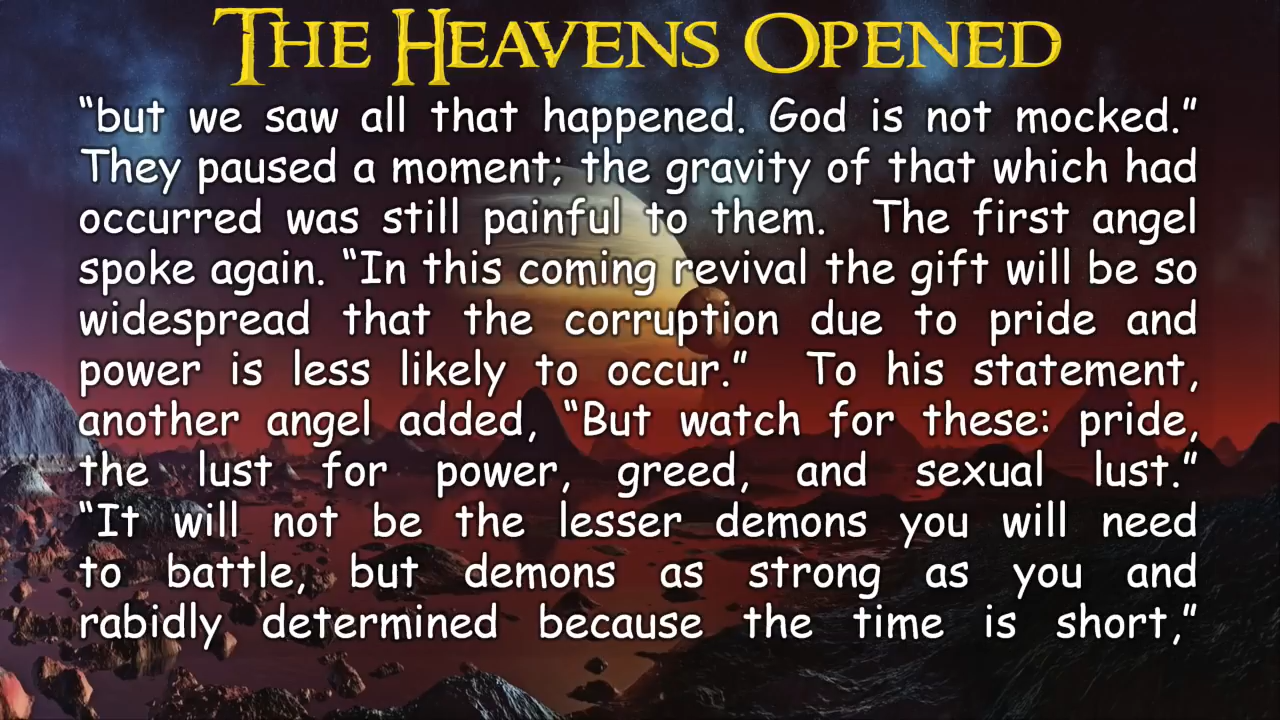 THE HEAVENS OPENED
“but we saw all that happened. God is not mocked.”
They paused a moment; the gravity of that which had
occurred was still painful to them. The first angel
spoke again. “In this coming revival the gift will be so
widespread that the corruption due to pride and
power is less likely to occur.” To his statement,
another angel added, “But watch for these: pride,
the lust for power, greed, and sexual lust.”
“It will not be the lesser demons you will need
to battle, but demons as strong as you and
rabidly determined because the time is short,”